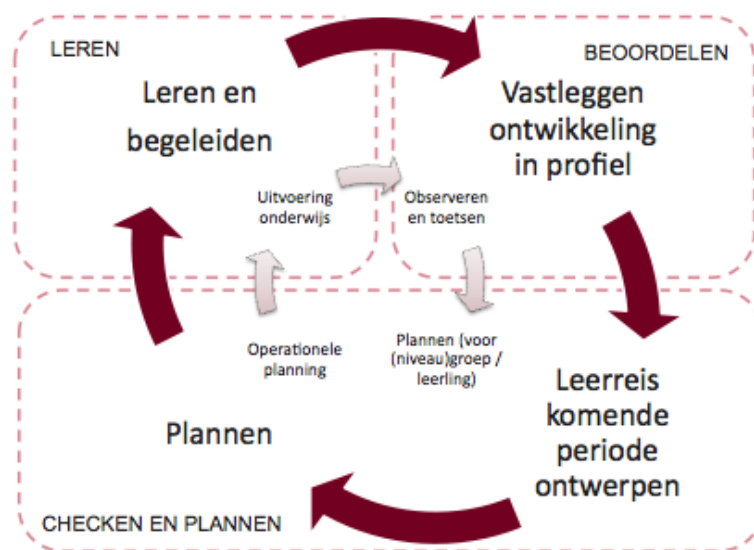 LEREN
BEOORDELEN
Leren en
begeleiden
Vastleggen
ontwikkeling
in profiel
Uitvoering
onderwijs
Observeren
en toetsen
Operationele
planning
Plannen (voor
(niveau)groep /
leerling)
Plannen
Leerreis
komende
periode
ontwerpen
CHECKEN EN PLANNEN